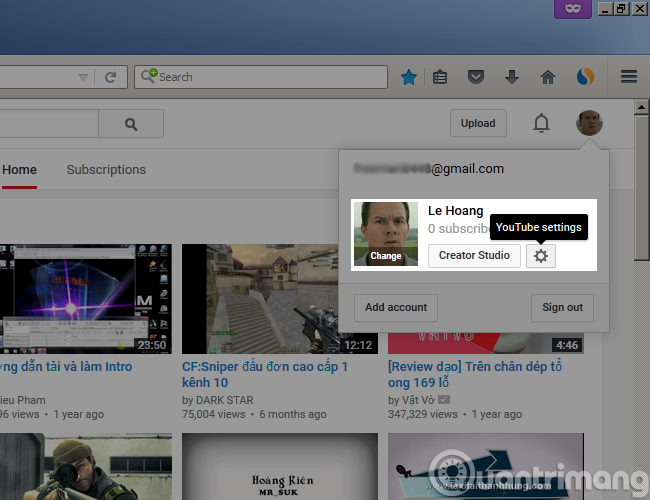 Search
Upload
Home
Subscriptions
@gmail.com
Le Hoang
0 subscribe
YouTube settings
Change
Creator Studio
Add account
Sign out
23:50
12:12
4:46
ng dẫn tải và làm Intro
ieu Pham
96 views • 1 year ago
CF:Sniper đấu đơn cao cấp 1
kênh 10
by DARK STAR
75,004 views • 6 months ago
[Review dạo] Trên chân dép tổ
ong 169 lỗ
by Vật Vờ
347,329 views • 1 year ago
Hoàng Kiên
MR_SUK
www.lexitaithanhhung.com
Quantrimang